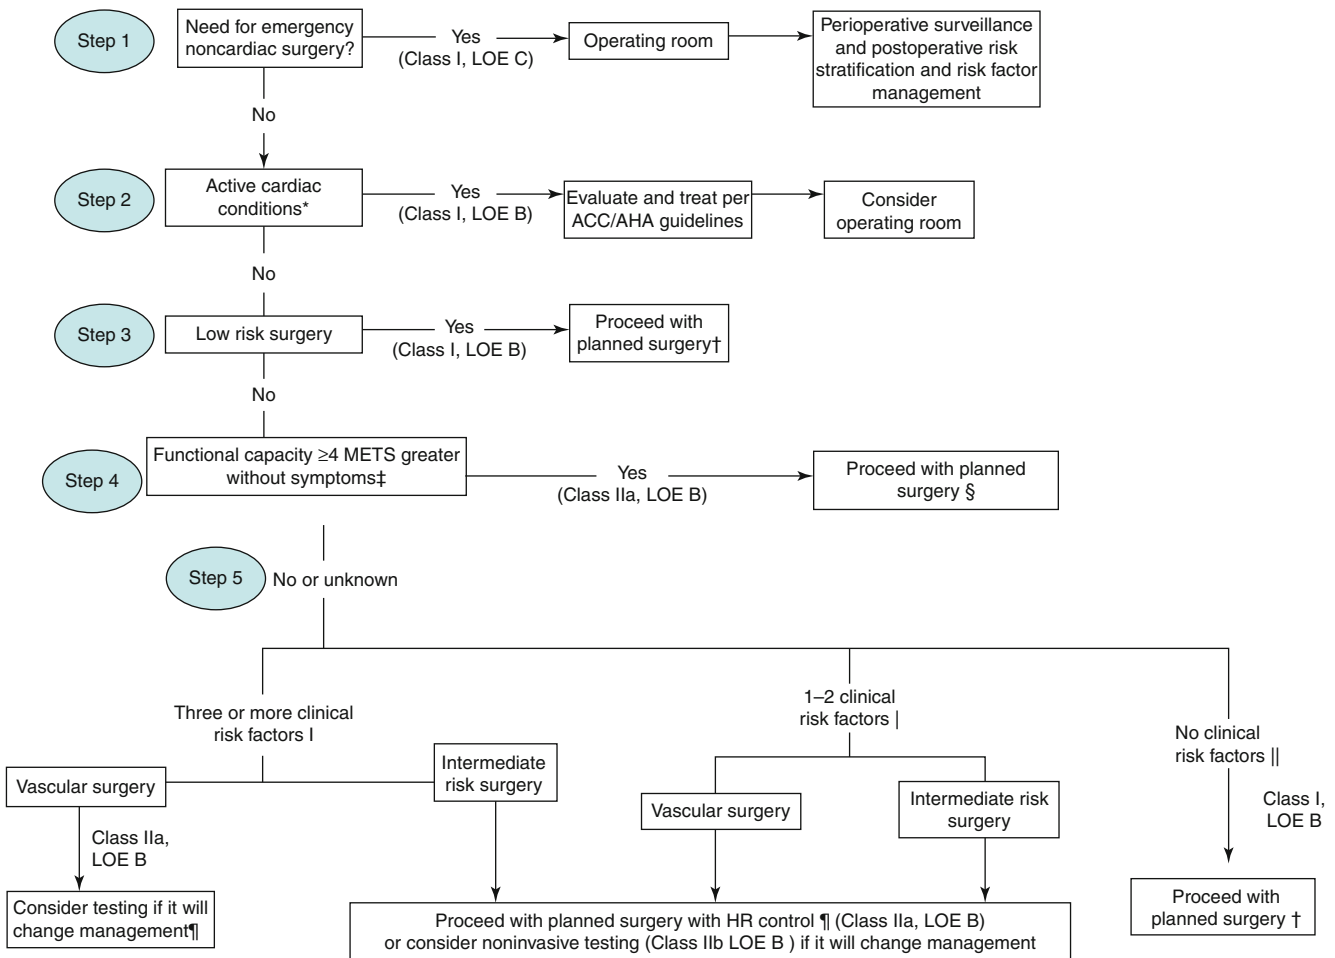 Step 1
Need for emergency
noncardiac surgery?
Yes
(Class I, LOE C)
Operating room
Perioperative surveillance
and postoperative risk
stratification and risk factor
management
No
Step 2
Active cardiac
conditions*
Yes
(Class I, LOE B)
Evaluate and treat per
ACC/AHA guidelines
Consider
operating room
No
Step 3
Low risk surgery
Yes
(Class I, LOE B)
Proceed with
planned surgery†
No
Step 4
Functional capacity ≥4 METS greater
without symptoms‡
Yes
(Class IIa, LOE B)
Proceed with planned
surgery §
Step 5
No or unknown
Three or more clinical
risk factors I
Vascular surgery
Class IIa,
LOE B
Consider testing if it will
change management¶
Intermediate
risk surgery
1–2 clinical
risk factors |
Vascular surgery
Intermediate risk
surgery
Proceed with planned surgery with HR control ¶ (Class IIa, LOE B)
or consider noninvasive testing (Class IIb LOE B ) if it will change management
No clinical
risk factors ||
Class I,
LOE B
Proceed with
planned surgery †